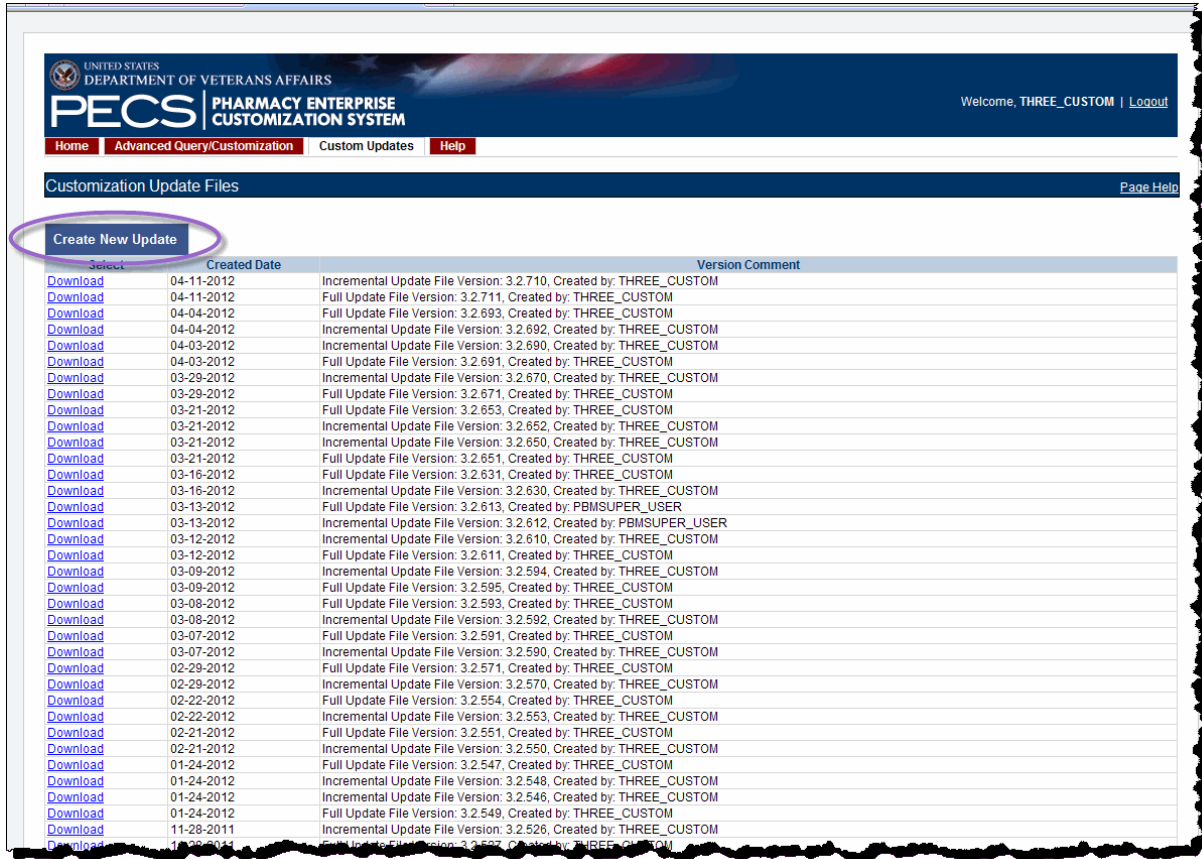 UNITED STATES
DEPARTMENT OF VETERANS AFFAIRS
PECS PHARMACY ENTERPRISE CUSTOMIZATION SYSTEM
Welcome, THREE_CUSTOM | Logout
Home Advanced Query/Customization Custom Updates Help
Customization Update Files Page Help
Create New Update
Select Created Date Version Comment
Download 04-11-2012 Incremental Update File Version: 3.2.710, Created by: THREE_CUSTOM
Download 04-11-2012 Full Update File Version: 3.2.711, Created by: THREE_CUSTOM
Download 04-04-2012 Full Update File Version: 3.2.693, Created by: THREE_CUSTOM
Download 04-04-2012 Incremental Update File Version: 3.2.692, Created by: THREE_CUSTOM
Download 04-03-2012 Incremental Update File Version: 3.2.690, Created by: THREE_CUSTOM
Download 04-03-2012 Full Update File Version: 3.2.691, Created by: THREE_CUSTOM
Download 03-29-2012 Incremental Update File Version: 3.2.670, Created by: THREE_CUSTOM
Download 03-29-2012 Full Update File Version: 3.2.671, Created by: THREE_CUSTOM
Download 03-21-2012 Full Update File Version: 3.2.653, Created by: THREE_CUSTOM
Download 03-21-2012 Incremental Update File Version: 3.2.652, Created by: THREE_CUSTOM
Download 03-21-2012 Incremental Update File Version: 3.2.650, Created by: THREE_CUSTOM
Download 03-21-2012 Full Update File Version: 3.2.651, Created by: THREE_CUSTOM
Download 03-16-2012 Full Update File Version: 3.2.631, Created by: THREE_CUSTOM
Download 03-16-2012 Incremental Update File Version: 3.2.630, Created by: THREE_CUSTOM
Download 03-13-2012 Full Update File Version: 3.2.613, Created by: PBMSUPER_USER
Download 03-13-2012 Incremental Update File Version: 3.2.612, Created by: PBMSUPER_USER
Download 03-12-2012 Incremental Update File Version: 3.2.610, Created by: THREE_CUSTOM
Download 03-12-2012 Full Update File Version: 3.2.611, Created by: THREE_CUSTOM
Download 03-09-2012 Incremental Update File Version: 3.2.594, Created by: THREE_CUSTOM
Download 03-09-2012 Full Update File Version: 3.2.595, Created by: THREE_CUSTOM
Download 03-08-2012 Full Update File Version: 3.2.593, Created by: THREE_CUSTOM
Download 03-08-2012 Incremental Update File Version: 3.2.592, Created by: THREE_CUSTOM
Download 03-07-2012 Full Update File Version: 3.2.591, Created by: THREE_CUSTOM
Download 03-07-2012 Incremental Update File Version: 3.2.590, Created by: THREE_CUSTOM
Download 02-29-2012 Full Update File Version: 3.2.571, Created by: THREE_CUSTOM
Download 02-29-2012 Incremental Update File Version: 3.2.570, Created by: THREE_CUSTOM
Download 02-22-2012 Full Update File Version: 3.2.554, Created by: THREE_CUSTOM
Download 02-22-2012 Incremental Update File Version: 3.2.553, Created by: THREE_CUSTOM
Download 02-21-2012 Full Update File Version: 3.2.551, Created by: THREE_CUSTOM
Download 02-21-2012 Incremental Update File Version: 3.2.550, Created by: THREE_CUSTOM
Download 01-24-2012 Full Update File Version: 3.2.547, Created by: THREE_CUSTOM
Download 01-24-2012 Incremental Update File Version: 3.2.548, Created by: THREE_CUSTOM
Download 01-24-2012 Incremental Update File Version: 3.2.546, Created by: THREE_CUSTOM
Download 01-24-2012 Full Update File Version: 3.2.549, Created by: THREE_CUSTOM
Download 11-28-2011 Incremental Update File Version: 3.2.526, Created by: THREE_CUSTOM
Download